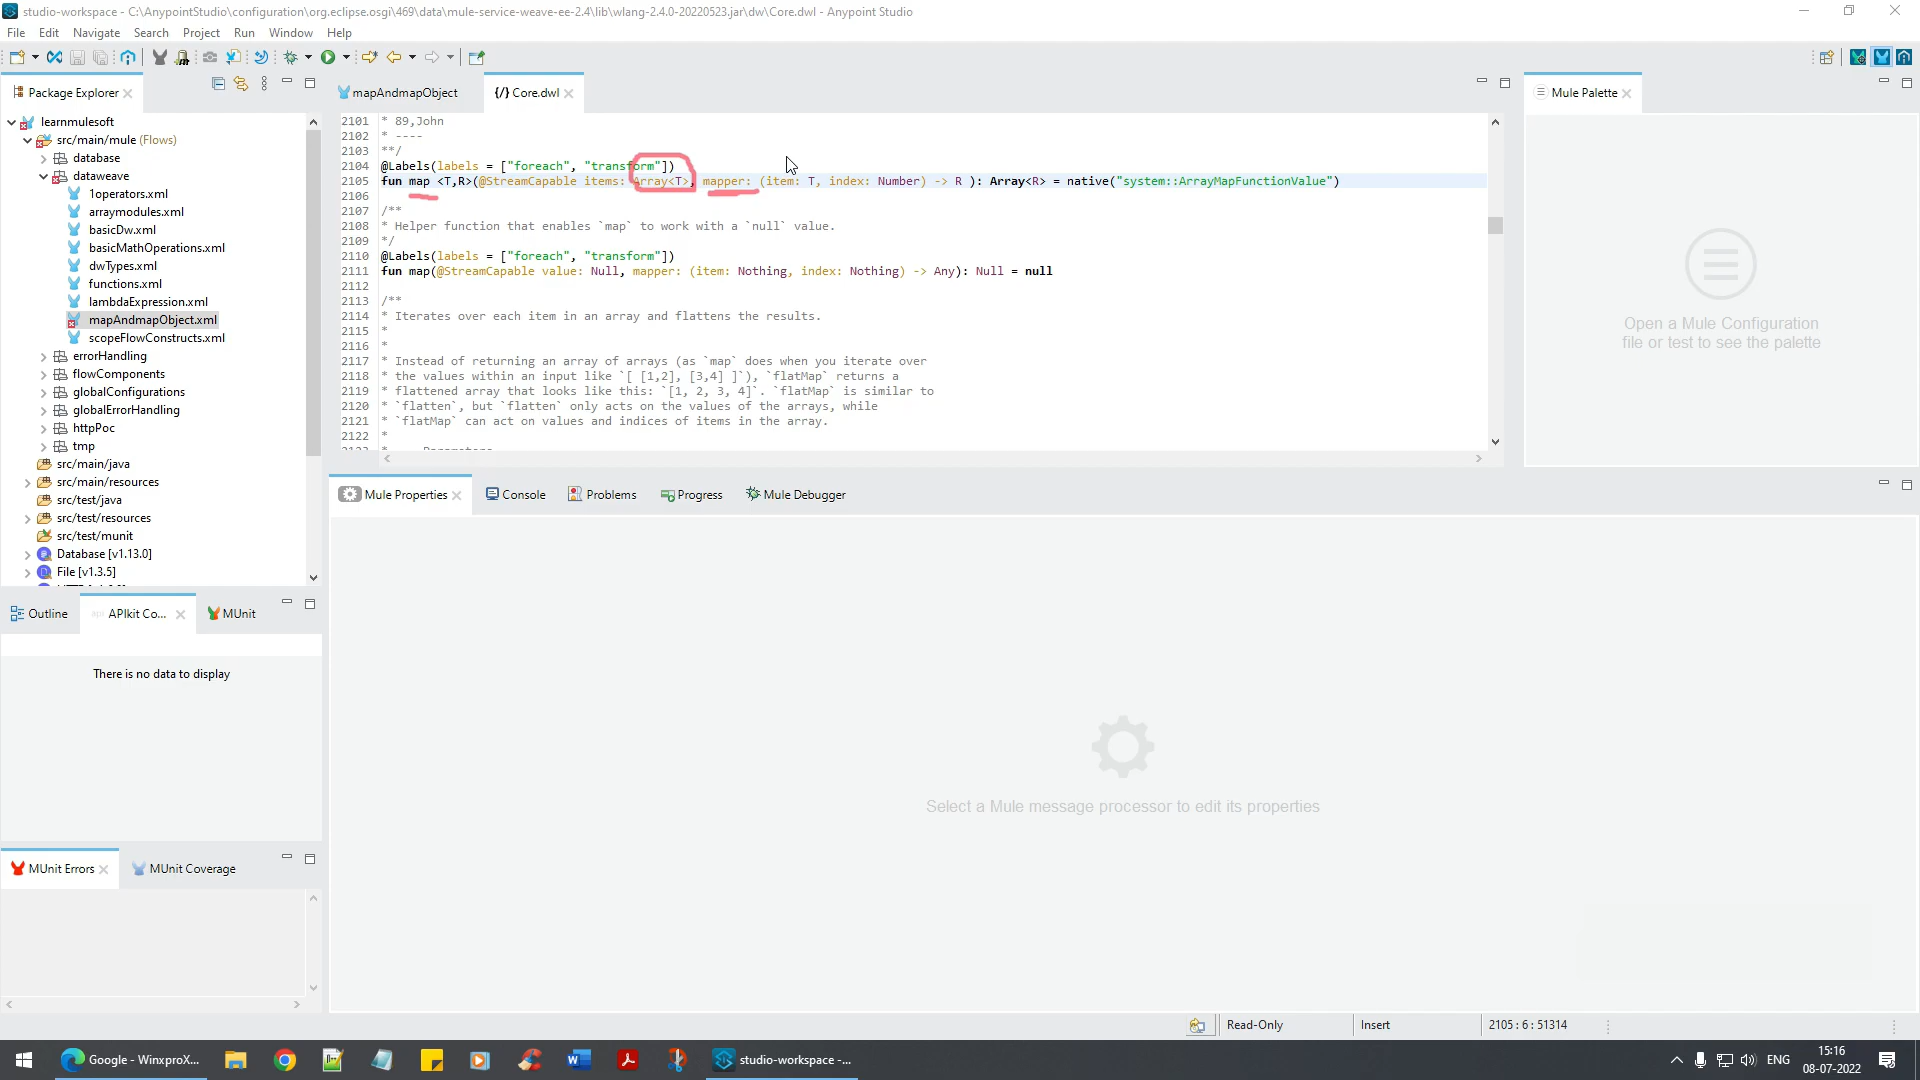 studio-workspace - C:\AnypointStudio\configuration\org.eclipse.osgi\469\data\mule-service-weave-ee-2.4\lib\wlang-2.4.0-20220523.jar\dw\Core.dwl - Anypoint Studio
File Edit Navigate Search Project Run Window Help
Package Explorer
learnmulesoft
src/main/mule (Flows)
database
dataweave
1operators.xml
arraymodules.xml
basicDw.xml
basicMathOperations.xml
dwTypes.xml
functions.xml
lambdaExpression.xml
mapAndmapObject.xml
scopeFlowConstructs.xml
errorHandling
flowComponents
globalConfigurations
globalErrorHandling
httpPoc
tmp
src/main/java
src/main/resources
src/test/java
src/test/resources
src/test/munit
Database [v1.13.0]
File [v1.3.5]
mapAndmapObject
{/} Core.dwl
2101 * 89,John
2102 * ----
2103 **/
2104 @Labels(labels = ["foreach", "transform"])
2105 fun map <T,R>(@StreamCapable items: Array<T>, mapper: (item: T, index: Number) -> R ): Array<R> = native("system::ArrayMapFunctionValue")
2106
2107 /**
2108 * Helper function that enables `map` to work with a `null` value.
2109 */
2110 @Labels(labels = ["foreach", "transform"])
2111 fun map(@StreamCapable value: Null, mapper: (item: Nothing, index: Nothing) -> Any): Null = null
2112
2113 /**
2114 * Iterates over each item in an array and flattens the results.
2115 *
2116 *
2117 * Instead of returning an array of arrays (as `map` does when you iterate over
2118 * the values within an input like `[ [1,2], [3,4] ]`), `flatMap` returns a
2119 * flattened array that looks like this: `[1, 2, 3, 4]`. `flatMap` is similar to
2120 * `flatten`, but `flatten` only acts on the values of the arrays, while
2121 * `flatMap` can act on values and indices of items in the array.
2122 *
Mule Palette
Open a Mule Configuration
file or test to see the palette
Mule Properties
Console
Problems
Progress
Mule Debugger
Select a Mule message processor to edit its properties
Outline
APIkit Co...
MUnit
There is no data to display
MUnit Errors
MUnit Coverage
Read-Only
Insert
2105 : 6 : 51314
Google - WinxproX...
studio-workspace -...
ENG
15:16
08-07-2022